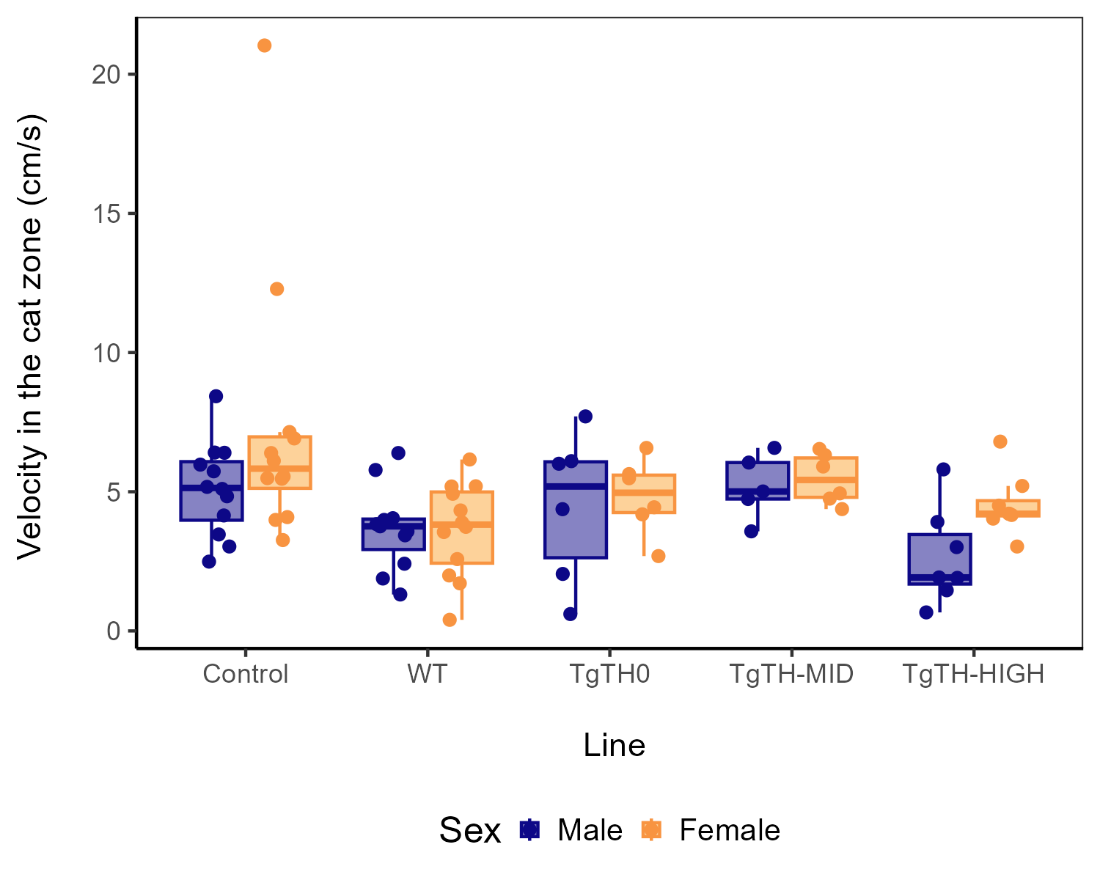 Velocity in the cat zone (cm/s)
20
15
10
5
0
Control WT TgTH0 TgTH-MID TgTH-HIGH
Line
Sex Male Female